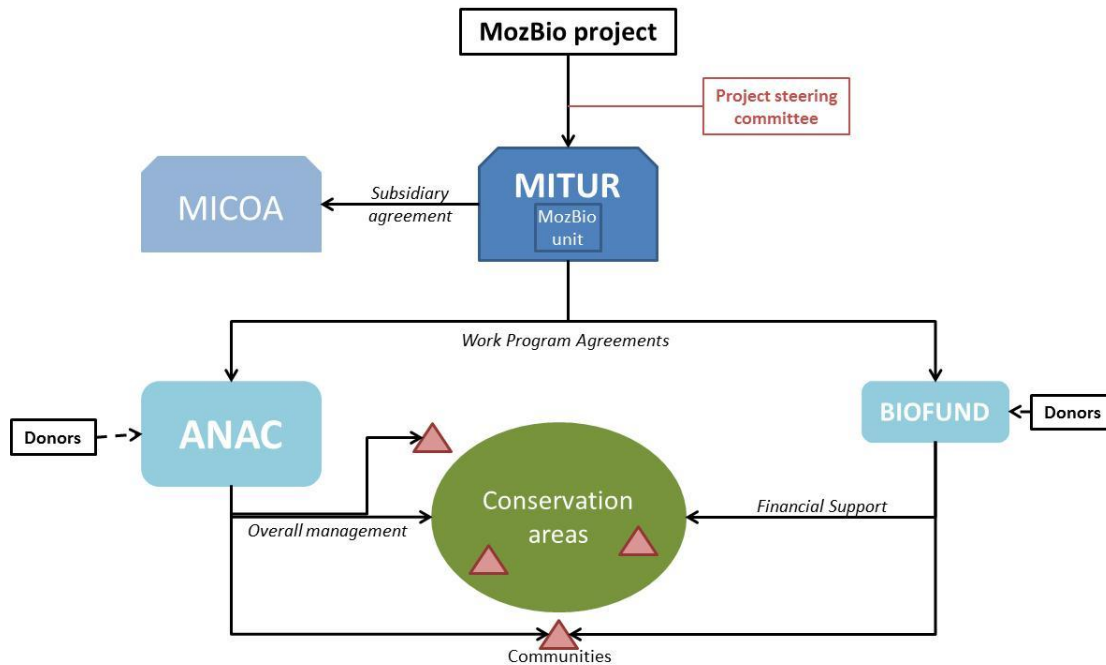 MozBio project
Project steering
committee
MICOA
Subsidiary
agreement
MITUR
MozBio
unit
Work Program Agreements
Donors
ANAC
BIOFUND
Donors
Conservation
areas
Overall management
Financial Support
Communities